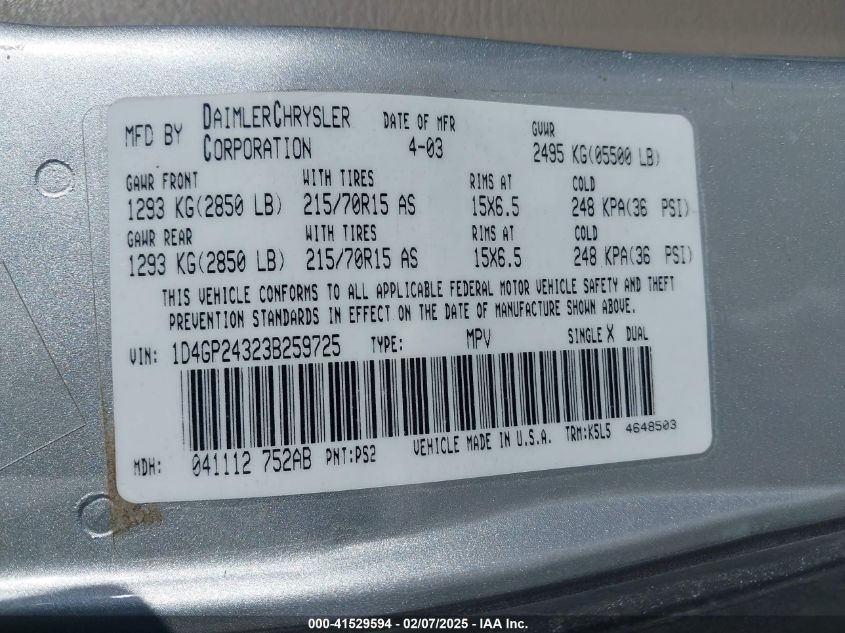 MFD BY DAIMLERCHRYSLER CORPORATION
DATE OF MFR 4-03
GVWR 2495 KG(05500 LB)
GAWR FRONT WITH TIRES RIMS AT COLD
1293 KG(2850 LB) 215/70R15 AS 15X6.5 248 KPA(36 PSI)
GAWR REAR WITH TIRES RIMS AT COLD
1293 KG(2850 LB) 215/70R15 AS 15X6.5 248 KPA(36 PSI)
THIS VEHICLE CONFORMS TO ALL APPLICABLE FEDERAL MOTOR VEHICLE SAFETY AND THEFT
PREVENTION STANDARDS IN EFFECT ON THE DATE OF MANUFACTURE SHOWN ABOVE.
VIN: 1D4GP24323B259725 TYPE: MPV SINGLE X DUAL
MDH: 041112 752AB PNT:PS2 VEHICLE MADE IN U.S.A. TRM:K5L5 4648503
000-41529594 - 02/07/2025 - IAA Inc.